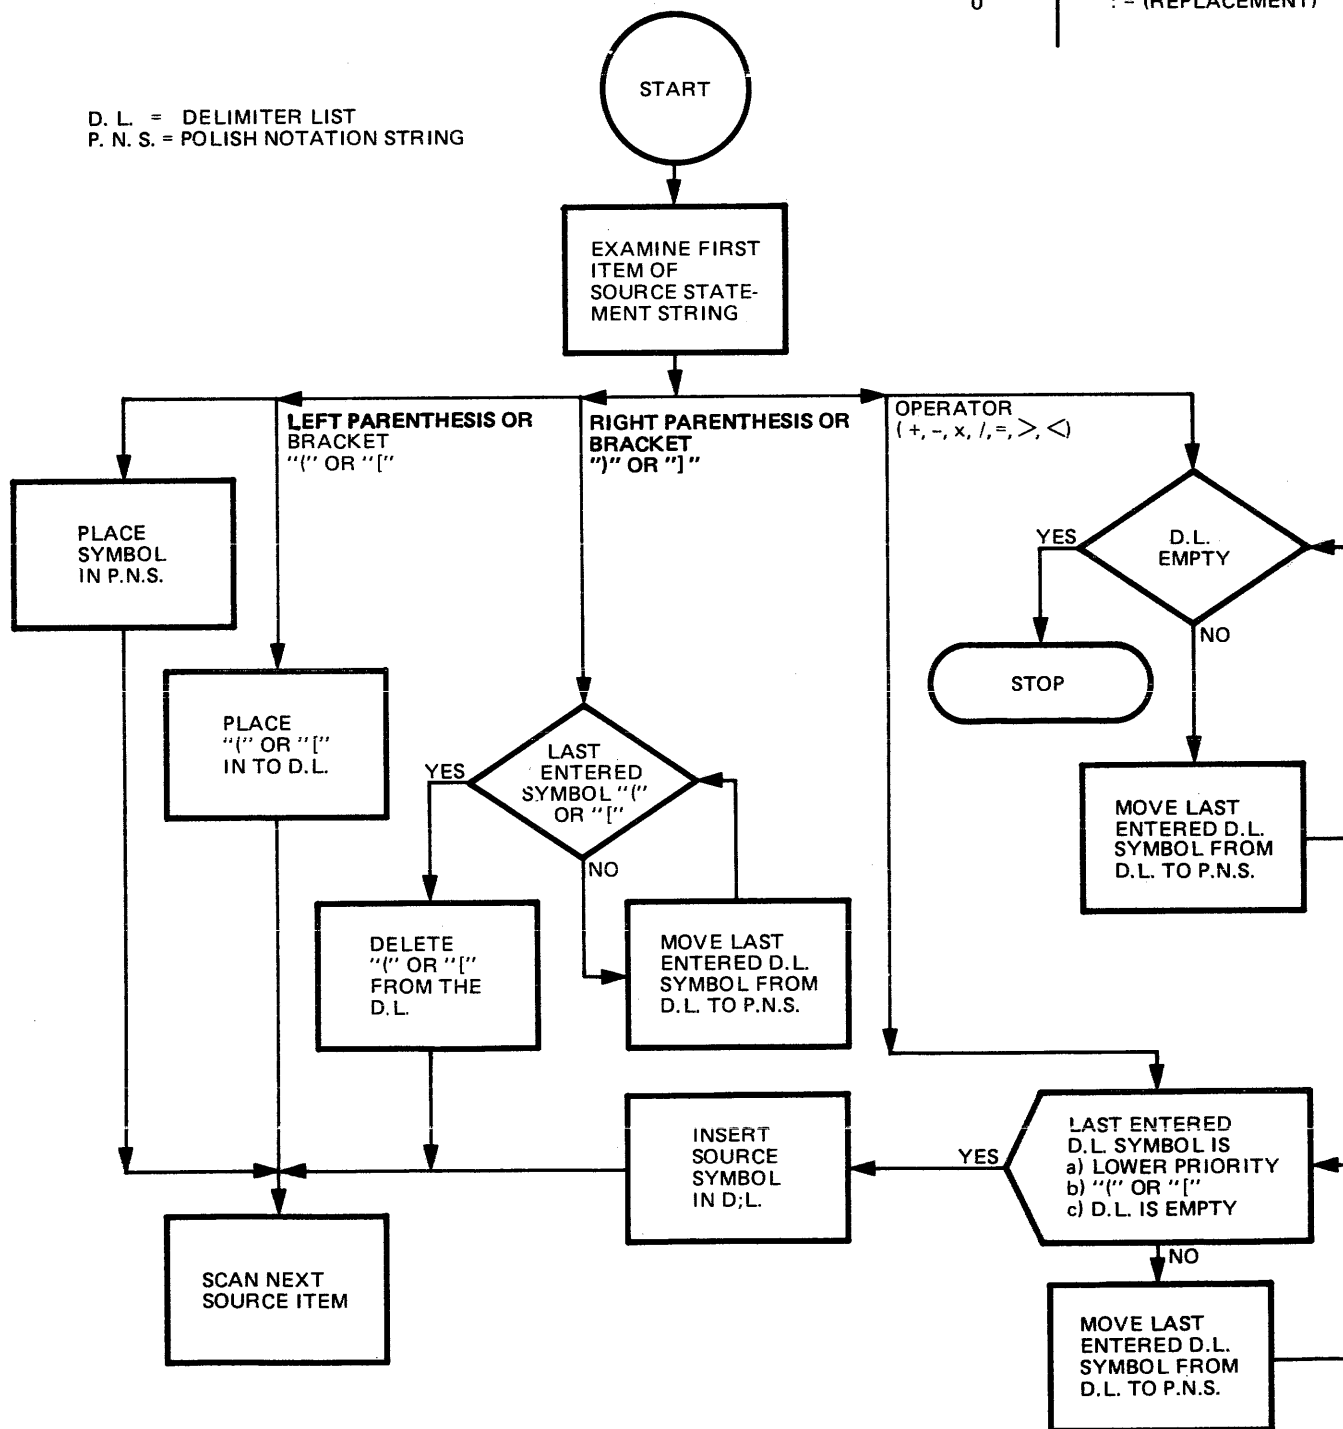 0 : = (REPLACEMENT)
START
D. L. = DELIMITER LIST
P. N. S. = POLISH NOTATION STRING
EXAMINE FIRST
ITEM OF
SOURCE STATE-
MENT STRING
LEFT PARENTHESIS OR
BRACKET
“(” OR “[”
RIGHT PARENTHESIS OR
BRACKET
”)” OR ”] ”
OPERATOR
( +, –, x, /, =, >, <)
PLACE
SYMBOL
IN P.N.S.
YES
D.L.
EMPTY
NO
STOP
PLACE
“(” OR “[”
IN TO D.L.
YES
LAST
ENTERED
SYMBOL “(”
OR “[”
NO
MOVE LAST
ENTERED D.L.
SYMBOL FROM
D.L. TO P.N.S.
DELETE
“(” OR “[”
FROM THE
D.L.
MOVE LAST
ENTERED D.L.
SYMBOL FROM
D.L. TO P.N.S.
INSERT
SOURCE
SYMBOL
IN D;L.
YES
LAST ENTERED
D.L. SYMBOL IS
a) LOWER PRIORITY
b) “(” OR “[”
c) D.L. IS EMPTY
NO
SCAN NEXT
SOURCE ITEM
MOVE LAST
ENTERED D.L.
SYMBOL FROM
D.L. TO P.N.S.